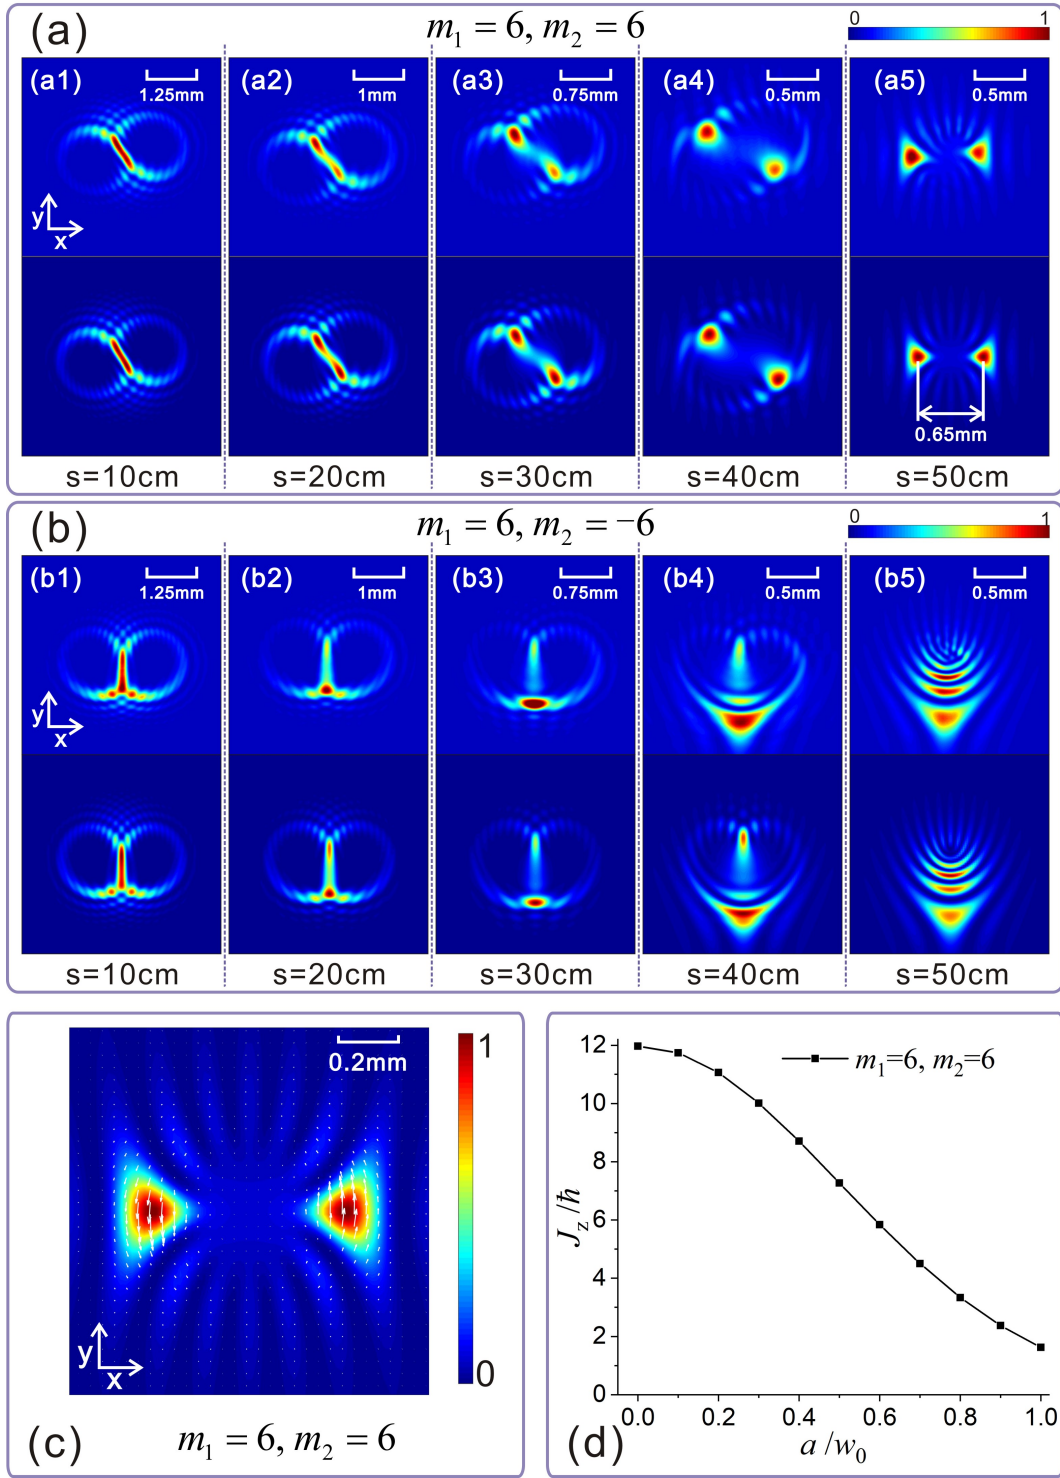 (a) m₁ = 6, m₂ = 6 0 1
(a1) 1.25mm (a2) 1mm (a3) 0.75mm (a4) 0.5mm (a5) 0.5mm
y
x
0.65mm
s=10cm s=20cm s=30cm s=40cm s=50cm
(b) m₁ = 6, m₂ = −6 0 1
(b1) 1.25mm (b2) 1mm (b3) 0.75mm (b4) 0.5mm (b5) 0.5mm
y
x
s=10cm s=20cm s=30cm s=40cm s=50cm
0.2mm
1
0
y
x
(c) m₁ = 6, m₂ = 6
m₁=6, m₂=6
12
10
8
6
4
2
0
J_z/ħ
0.0 0.2 0.4 0.6 0.8 1.0
(d) a/w₀